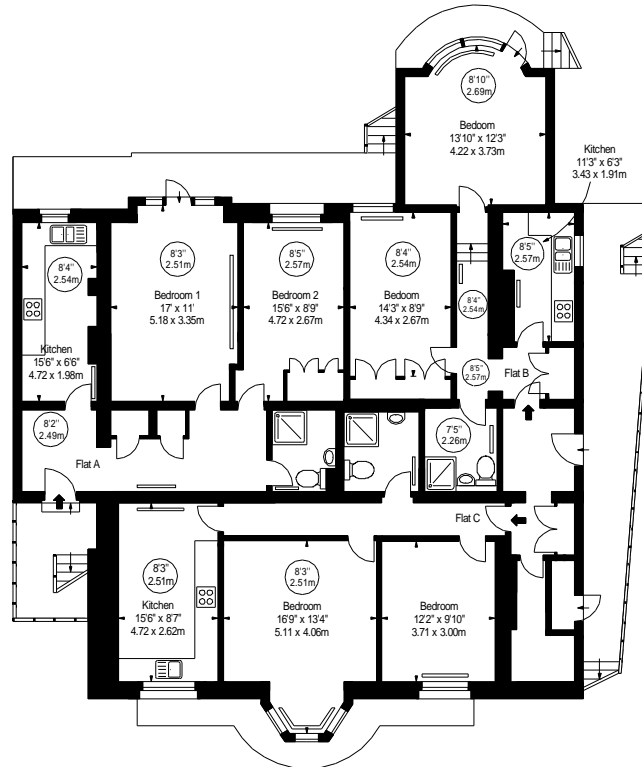 8'10"
2.69m
Bedoom
13'10" x 12'3"
4.22 x 3.73m
Kitchen
11'3" x 6'3"
3.43 x 1.91m
8'4"
2.54m
Kitchen
15'6" x 6'6"
4.72 x 1.98m
8'3"
2.51m
Bedroom 1
17' x 11'
5.18 x 3.35m
8'5"
2.57m
Bedroom 2
15'6" x 8'9"
4.72 x 2.67m
8'4"
2.54m
Bedoom
14'3" x 8'9"
4.34 x 2.67m
8'4"
2.54m
8'5"
2.57m
8'5"
2.57m
Flat B
8'2"
2.49m
Flat A
7'5"
2.26m
Flat C
8'3"
2.51m
Kitchen
15'6" x 8'7"
4.72 x 2.62m
8'3"
2.51m
Bedroom
16'9" x 13'4"
5.11 x 4.06m
Bedroom
12'2" x 9'10"
3.71 x 3.00m